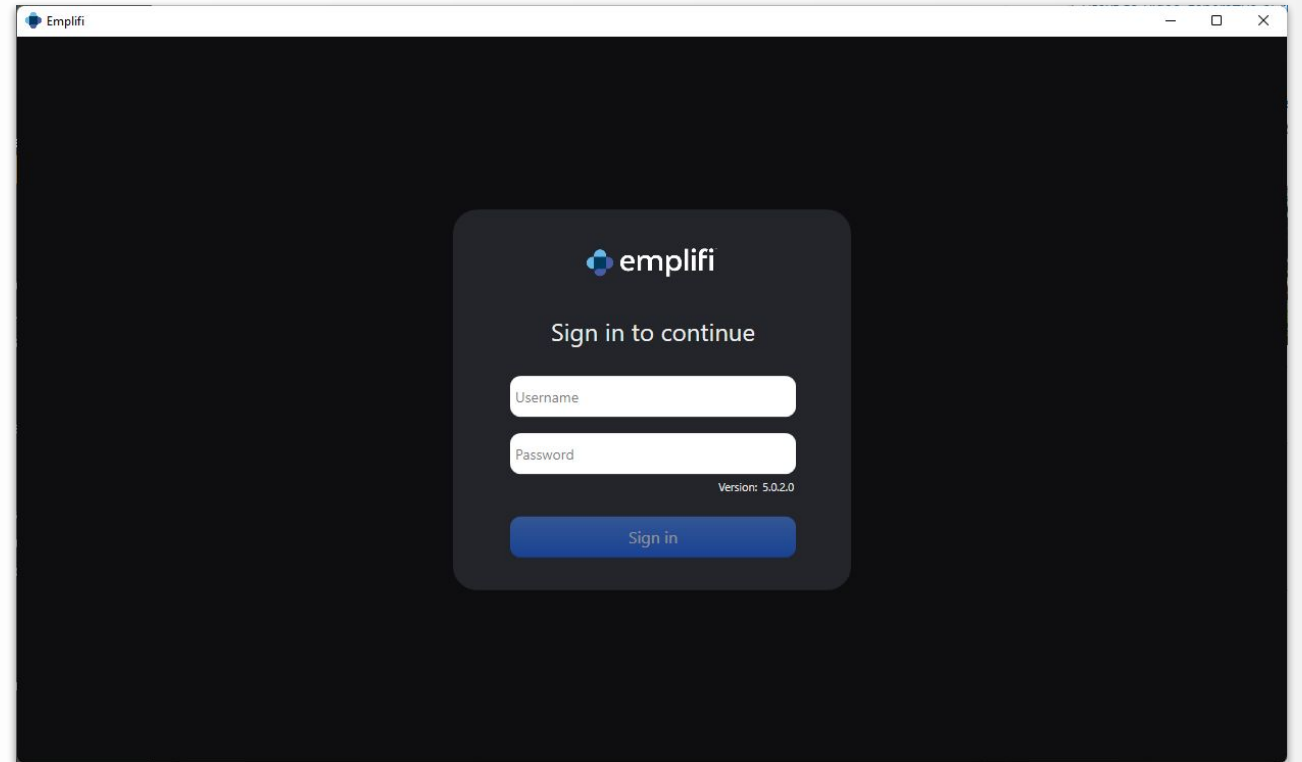 Emplifi
emplifi
Sign in to continue
Username
Password
Version: 5.0.2.0
Sign in